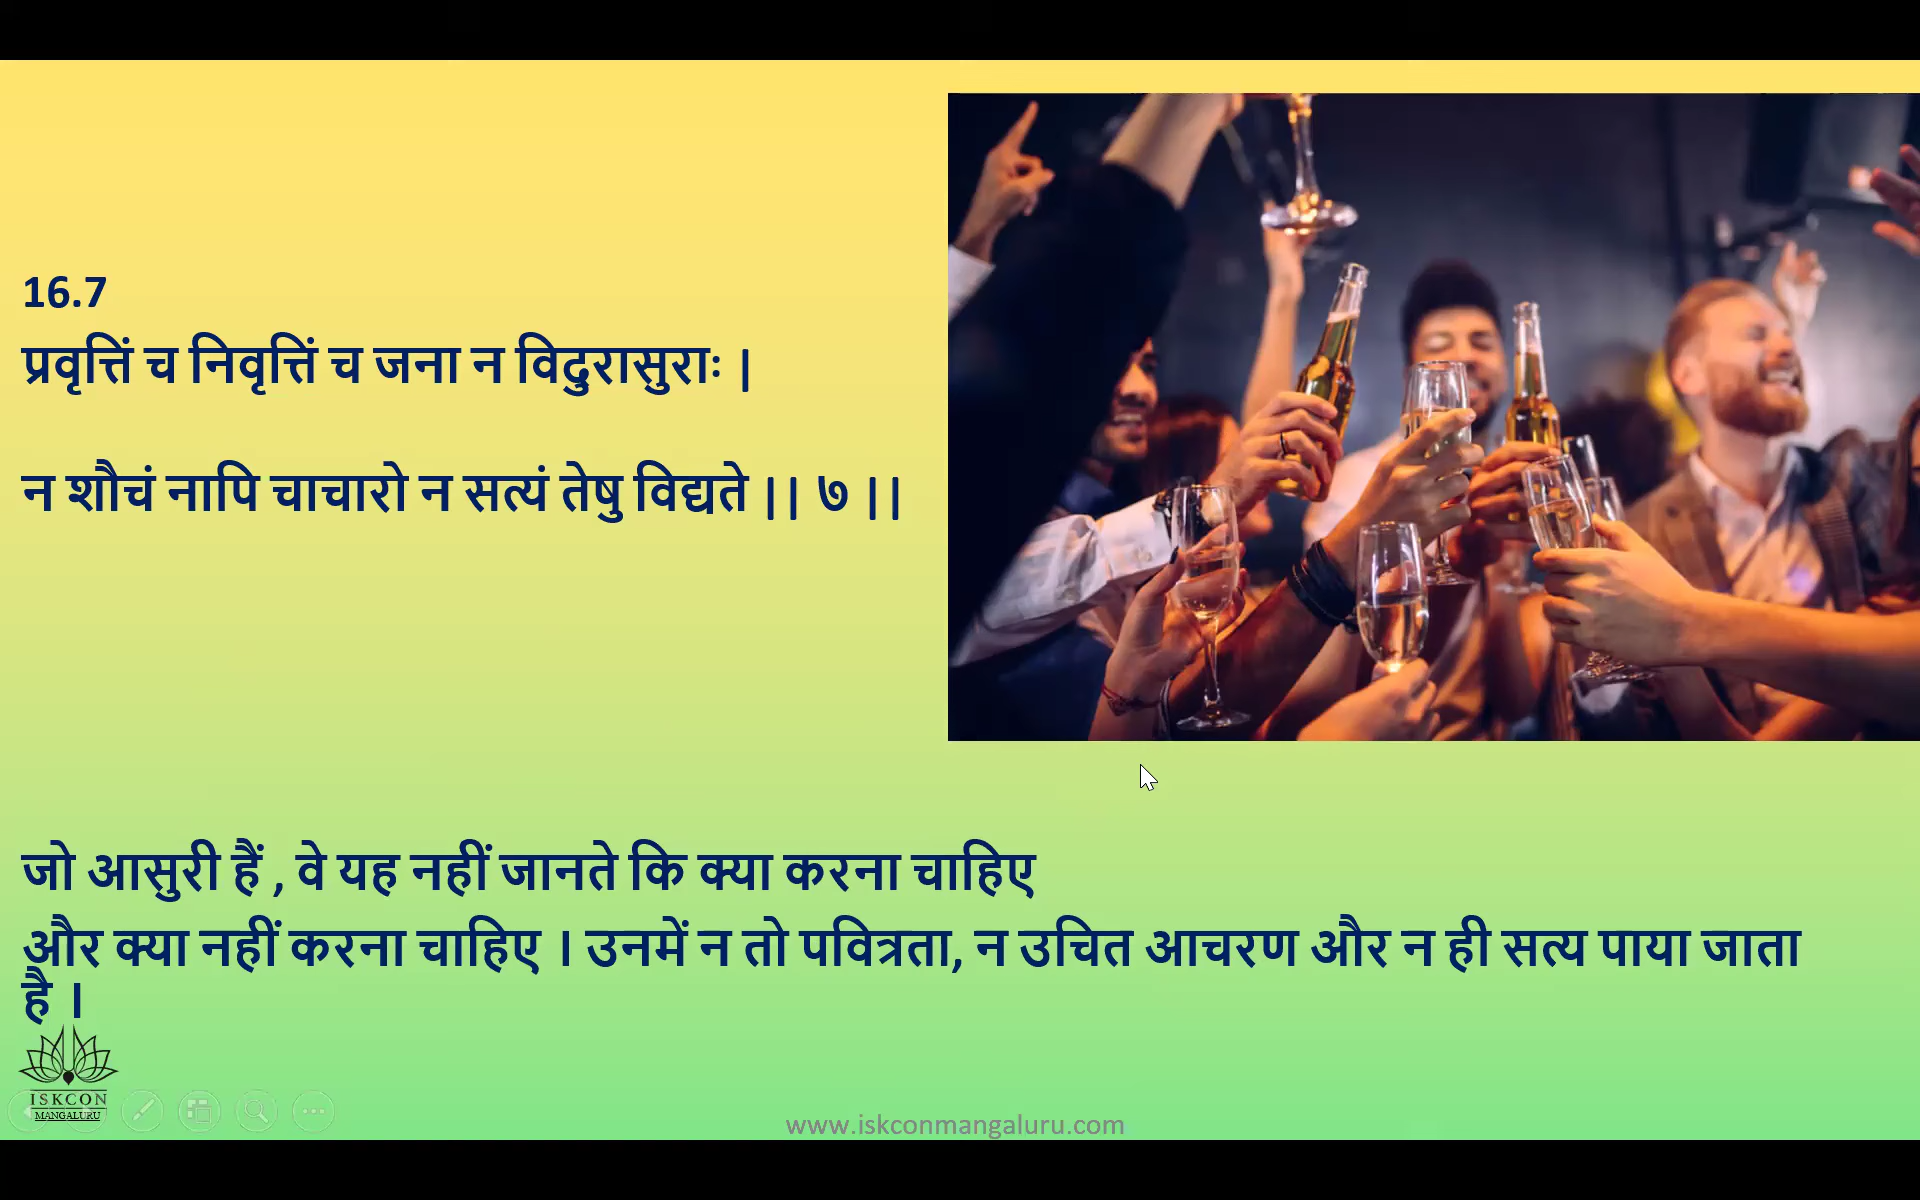 16.7
प्रवृत्तिं च निवृत्तिं च जना न विदुरासुराः |
न शौचं नापि चाचारो न सत्यं तेषु विद्यते || ७ ||
जो आसुरी हैं , वे यह नहीं जानते कि क्या करना चाहिए
और क्या नहीं करना चाहिए । उनमें न तो पवित्रता, न उचित आचरण और न ही सत्य पाया जाता
है ।
ISKCON
MANGALURU
www.iskconmangaluru.com